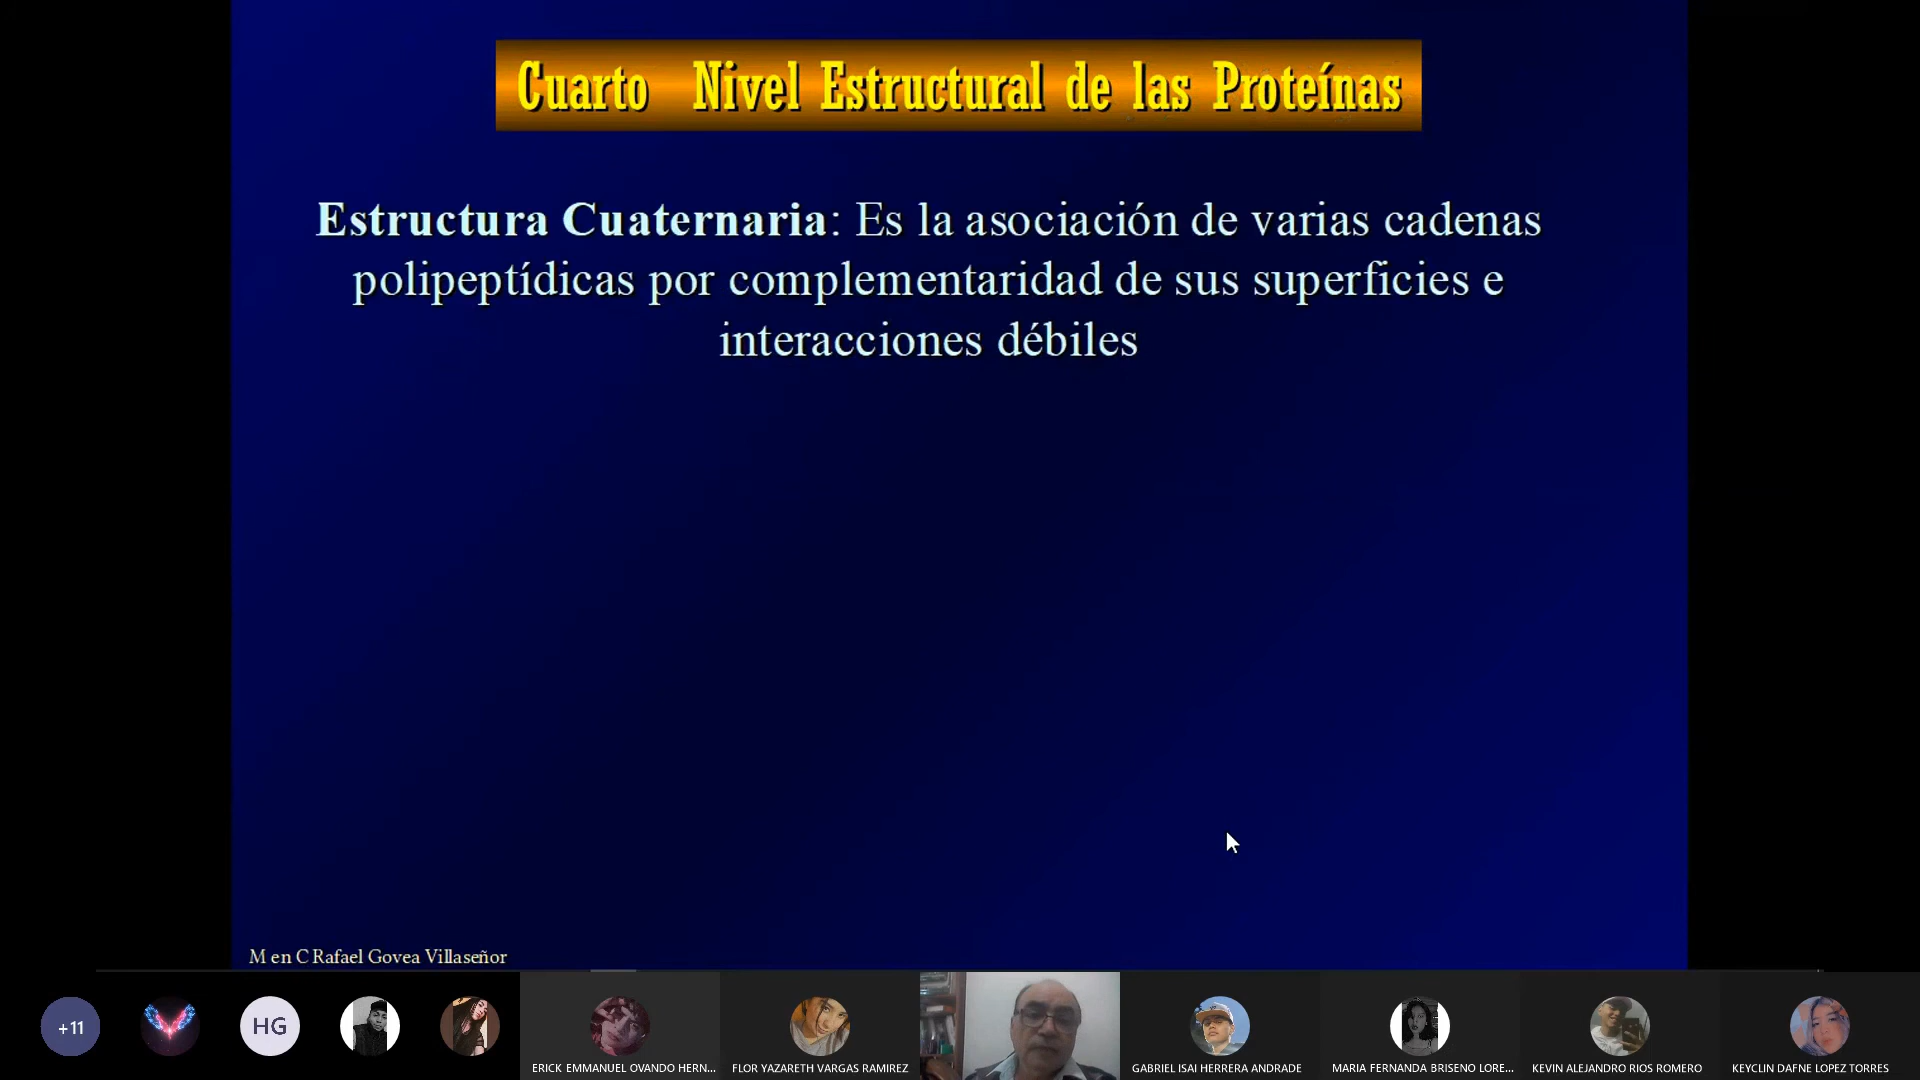 Cuarto Nivel Estructural de las Proteínas
Estructura Cuaternaria: Es la asociación de varias cadenas
polipeptídicas por complementaridad de sus superficies e
interacciones débiles
M en C Rafael Govea Villaseñor
+11
HG
ERICK EMMANUEL OVANDO HERN...
FLOR YAZARETH VARGAS RAMIREZ
GABRIEL ISAI HERRERA ANDRADE
MARIA FERNANDA BRISENO LORE...
KEVIN ALEJANDRO RIOS ROMERO
KEYCLIN DAFNE LOPEZ TORRES